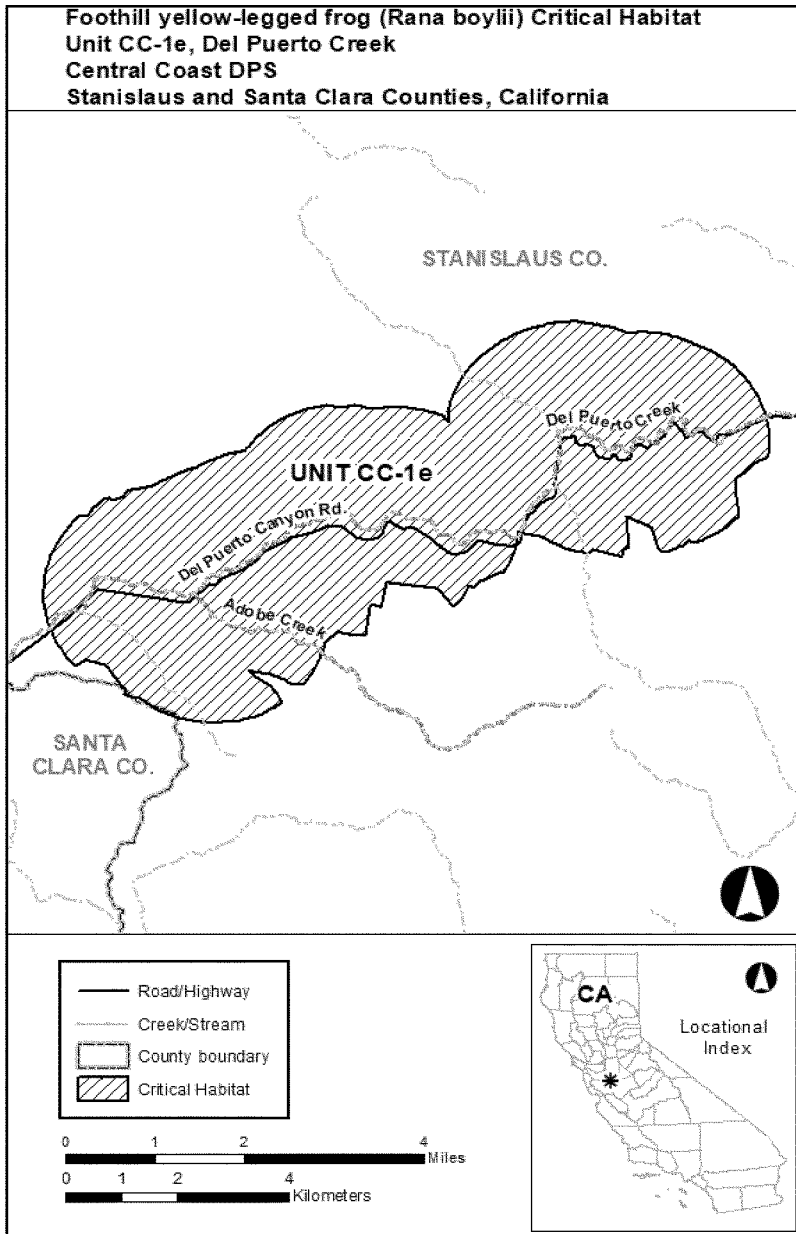 Foothill yellow-legged frog (Rana boylii) Critical Habitat
Unit CC-1e, Del Puerto Creek
Central Coast DPS
Stanislaus and Santa Clara Counties, California
STANISLAUS CO.
Del Puerto Creek
UNIT CC-1e
Del Puerto Canyon Rd.
Adobe Creek
SANTA
CLARA CO.
Road/Highway
Creek/Stream
County boundary
Critical Habitat
0 1 2 4
Miles
0 1 2 4
Kilometers
CA
Locational
Index